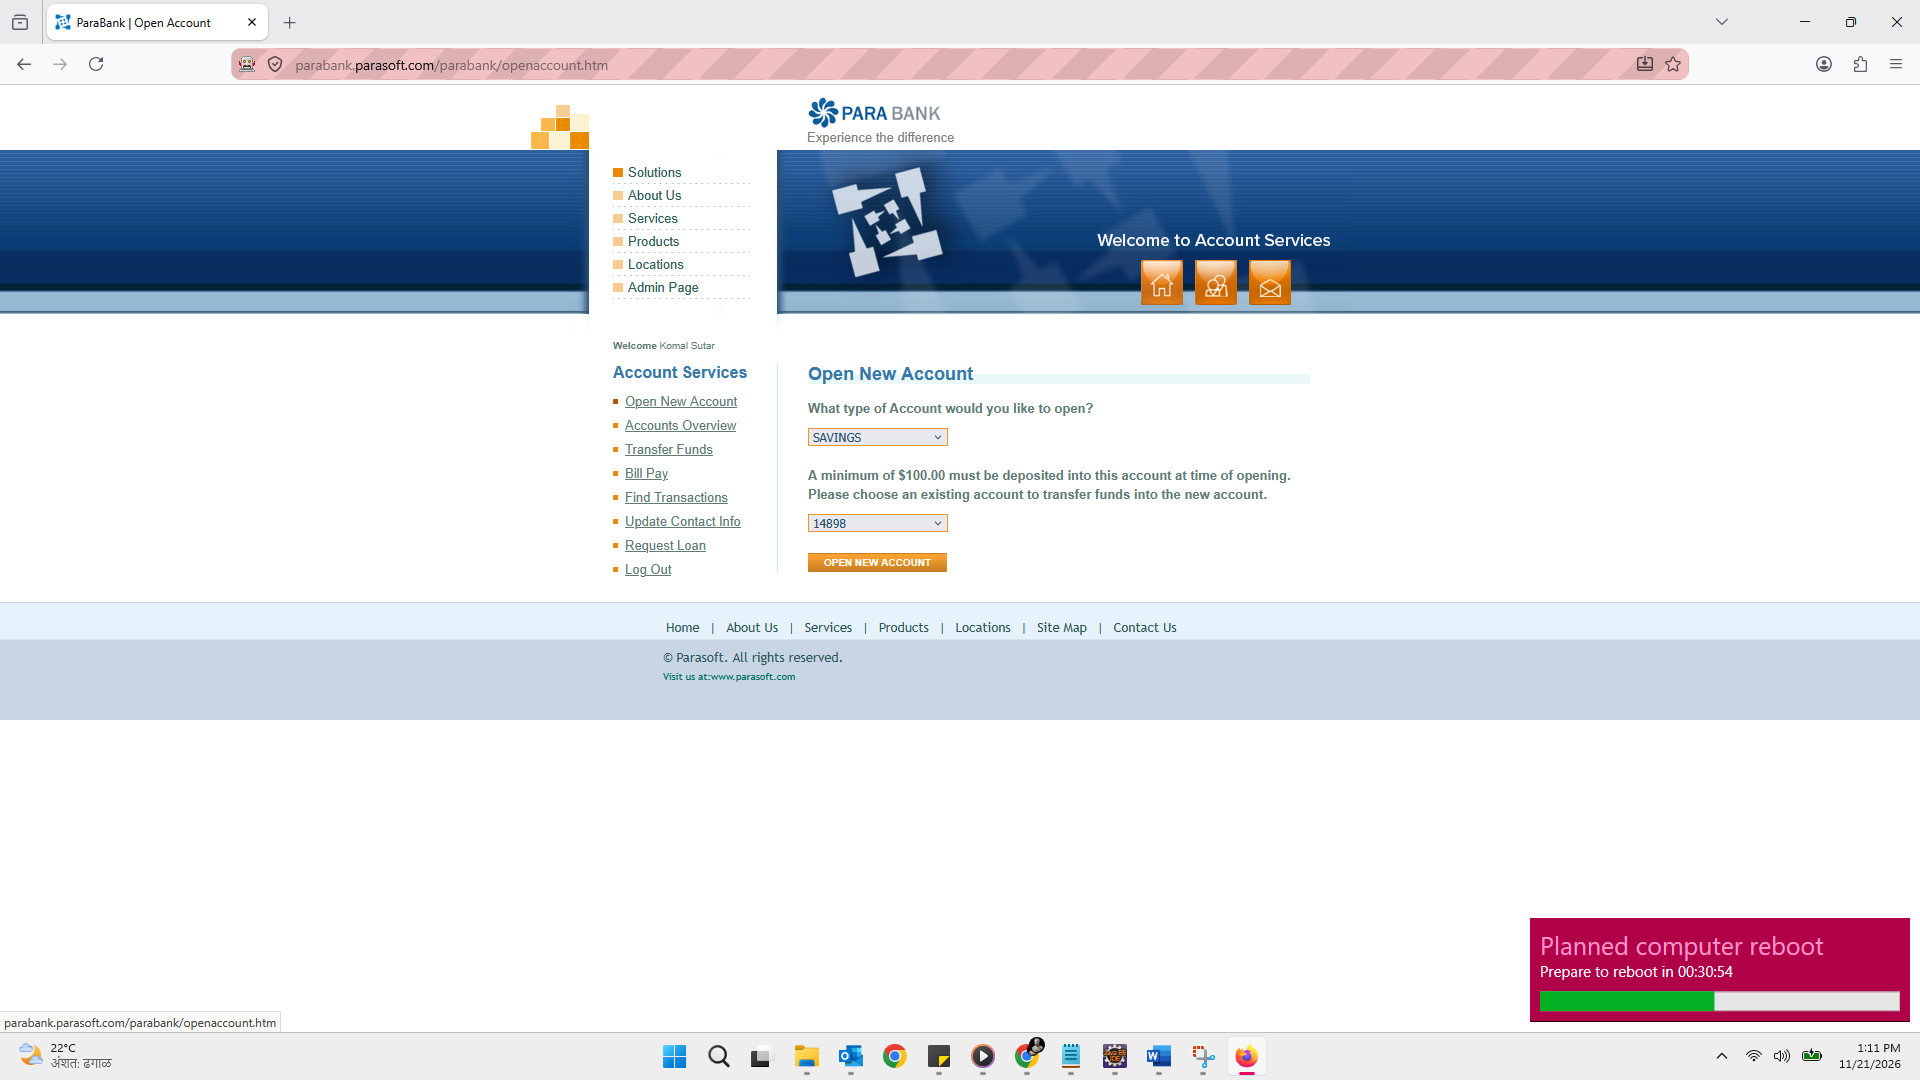 ParaBank | Open Account
parabank.parasoft.com/parabank/openaccount.htm
PARA BANK
Experience the difference
Solutions
About Us
Services
Products
Locations
Admin Page
Welcome to Account Services
Welcome Komal Sutar
Account Services
Open New Account
Accounts Overview
Transfer Funds
Bill Pay
Find Transactions
Update Contact Info
Request Loan
Log Out
Open New Account
What type of Account would you like to open?
SAVINGS
A minimum of $100.00 must be deposited into this account at time of opening.
Please choose an existing account to transfer funds into the new account.
14898
OPEN NEW ACCOUNT
Home | About Us | Services | Products | Locations | Site Map | Contact Us
© Parasoft. All rights reserved.
Visit us at:www.parasoft.com
Planned computer reboot
Prepare to reboot in 00:30:54
parabank.parasoft.com/parabank/openaccount.htm
22°C
अंशत: ढगाळ
1:11 PM
11/21/2026